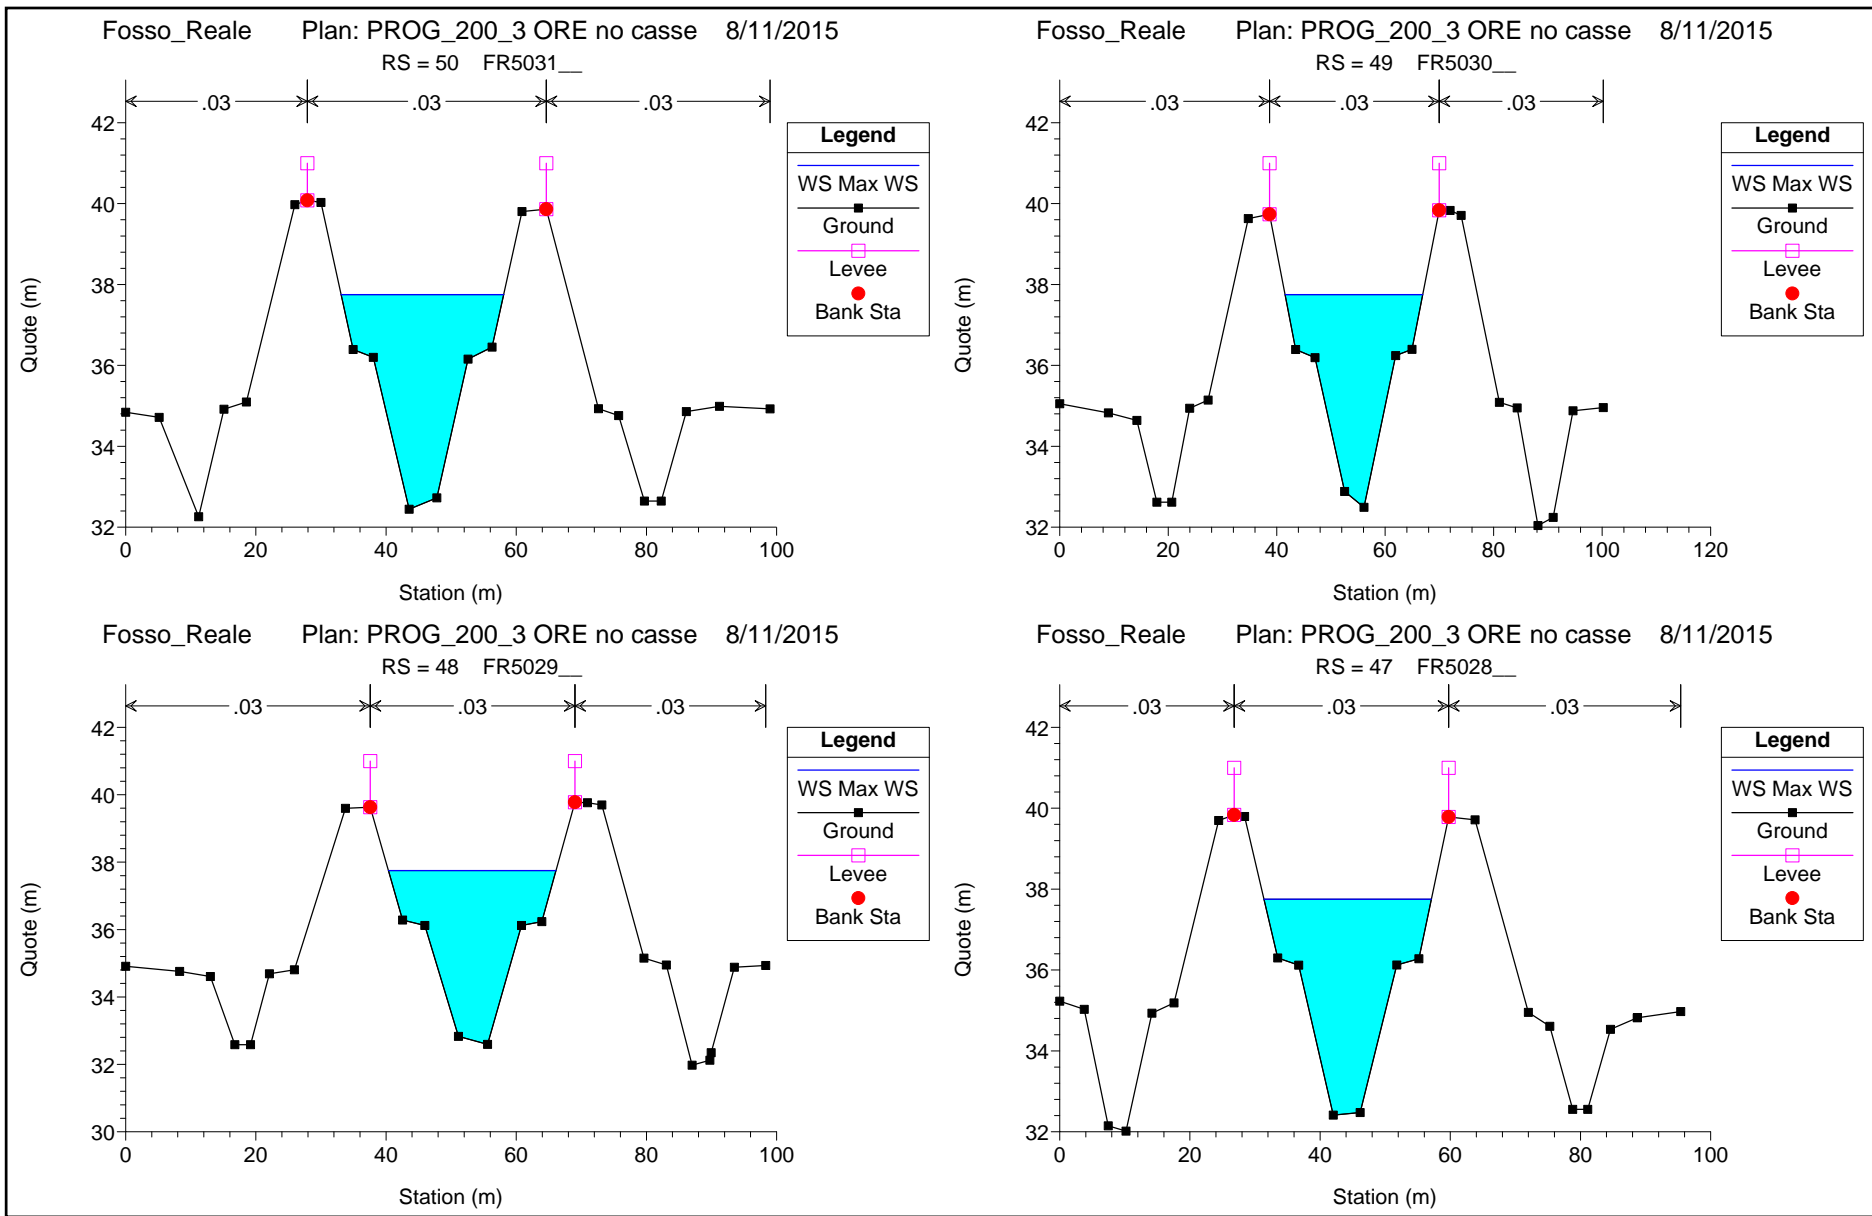 Fosso_Reale Plan: PROG_200_3 ORE no casse 8/11/2015
RS = 50 FR5031__
.03 .03 .03
42
40
38
36
34
32
Quote (m)
0 20 40 60 80 100
Station (m)
Legend
WS Max WS
Ground
Levee
Bank Sta
Fosso_Reale Plan: PROG_200_3 ORE no casse 8/11/2015
RS = 49 FR5030__
.03 .03 .03
42
40
38
36
34
32
Quote (m)
0 20 40 60 80 100 120
Station (m)
Legend
WS Max WS
Ground
Levee
Bank Sta
Fosso_Reale Plan: PROG_200_3 ORE no casse 8/11/2015
RS = 48 FR5029__
.03 .03 .03
42
40
38
36
34
32
30
Quote (m)
0 20 40 60 80 100
Station (m)
Legend
WS Max WS
Ground
Levee
Bank Sta
Fosso_Reale Plan: PROG_200_3 ORE no casse 8/11/2015
RS = 47 FR5028__
.03 .03 .03
42
40
38
36
34
32
Quote (m)
0 20 40 60 80 100
Station (m)
Legend
WS Max WS
Ground
Levee
Bank Sta